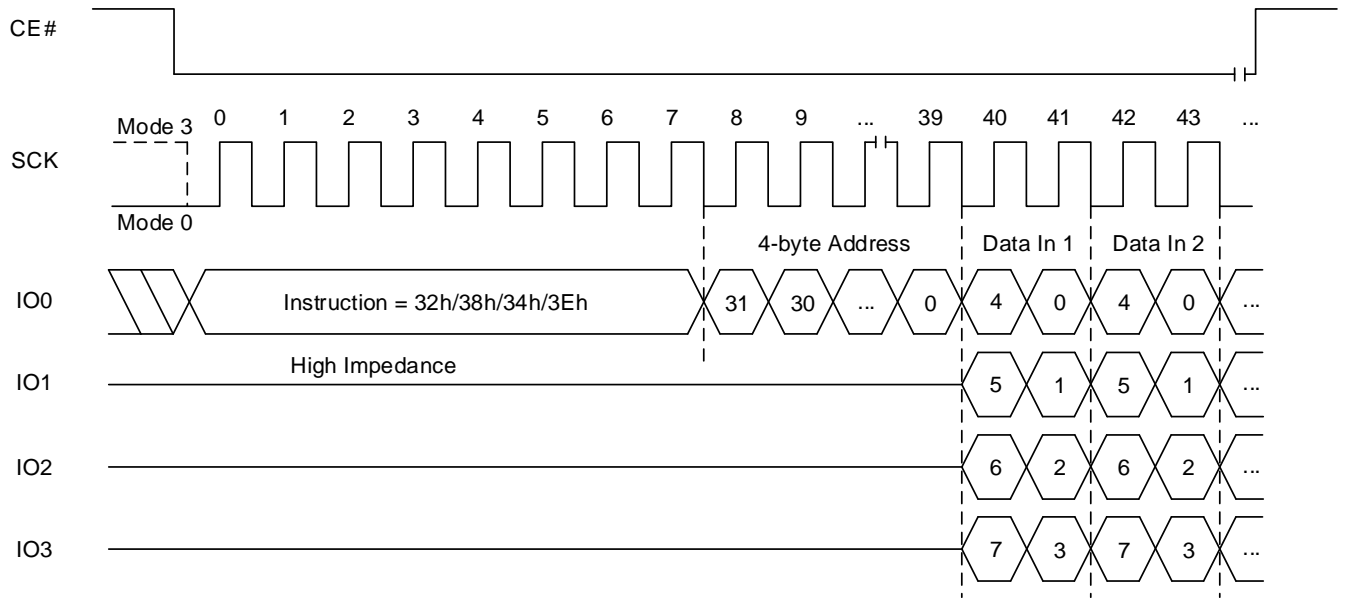 CE#
Mode 3 0 1 2 3 4 5 6 7 8 9 ... 39 40 41 42 43 ...
SCK
Mode 0
4-byte Address Data In 1 Data In 2
IO0 Instruction = 32h/38h/34h/3Eh 31 30 ... 0 4 0 4 0 ...
High Impedance
IO1 5 1 5 1 ...
IO2 6 2 6 2 ...
IO3 7 3 7 3 ...